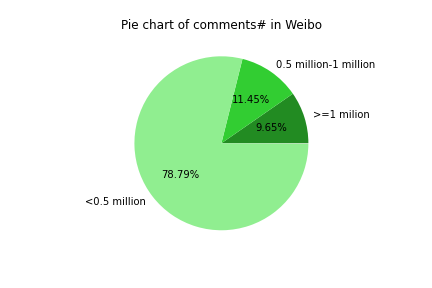 Pie chart of comments# in Weibo
0.5 million-1 million
11.45%
>=1 milion
9.65%
78.79%
<0.5 million